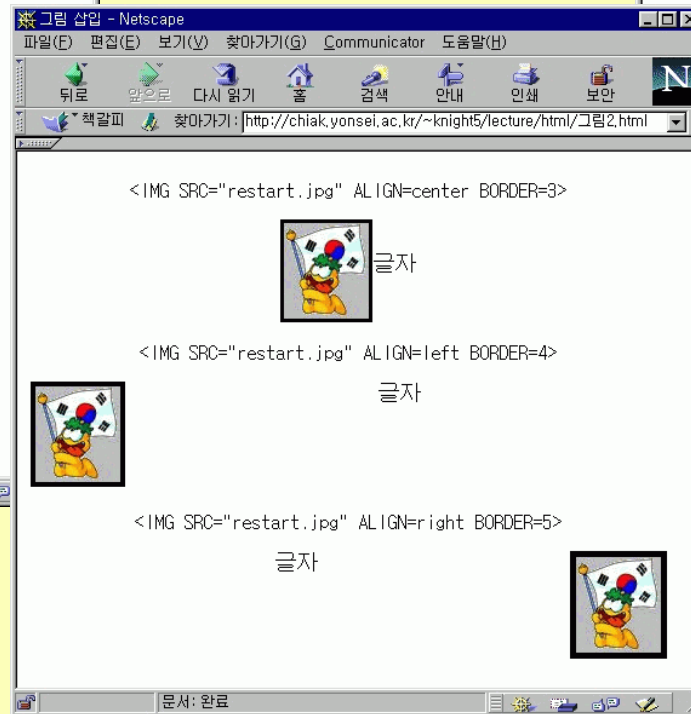 그림 삽입 - Netscape
파일(F) 편집(E) 보기(V) 찾아가기(G) Communicator 도움말(H)
뒤로 앞으로 다시 읽기 홈 검색 안내 인쇄 보안 N
책갈피 찾아가기: http://chiak.yonsei.ac.kr/~knight5/lecture/html/그림2.html
<IMG SRC="restart.jpg" ALIGN=center BORDER=3>
글자
<IMG SRC="restart.jpg" ALIGN=left BORDER=4>
글자
<IMG SRC="restart.jpg" ALIGN=right BORDER=5>
글자
문서: 완료